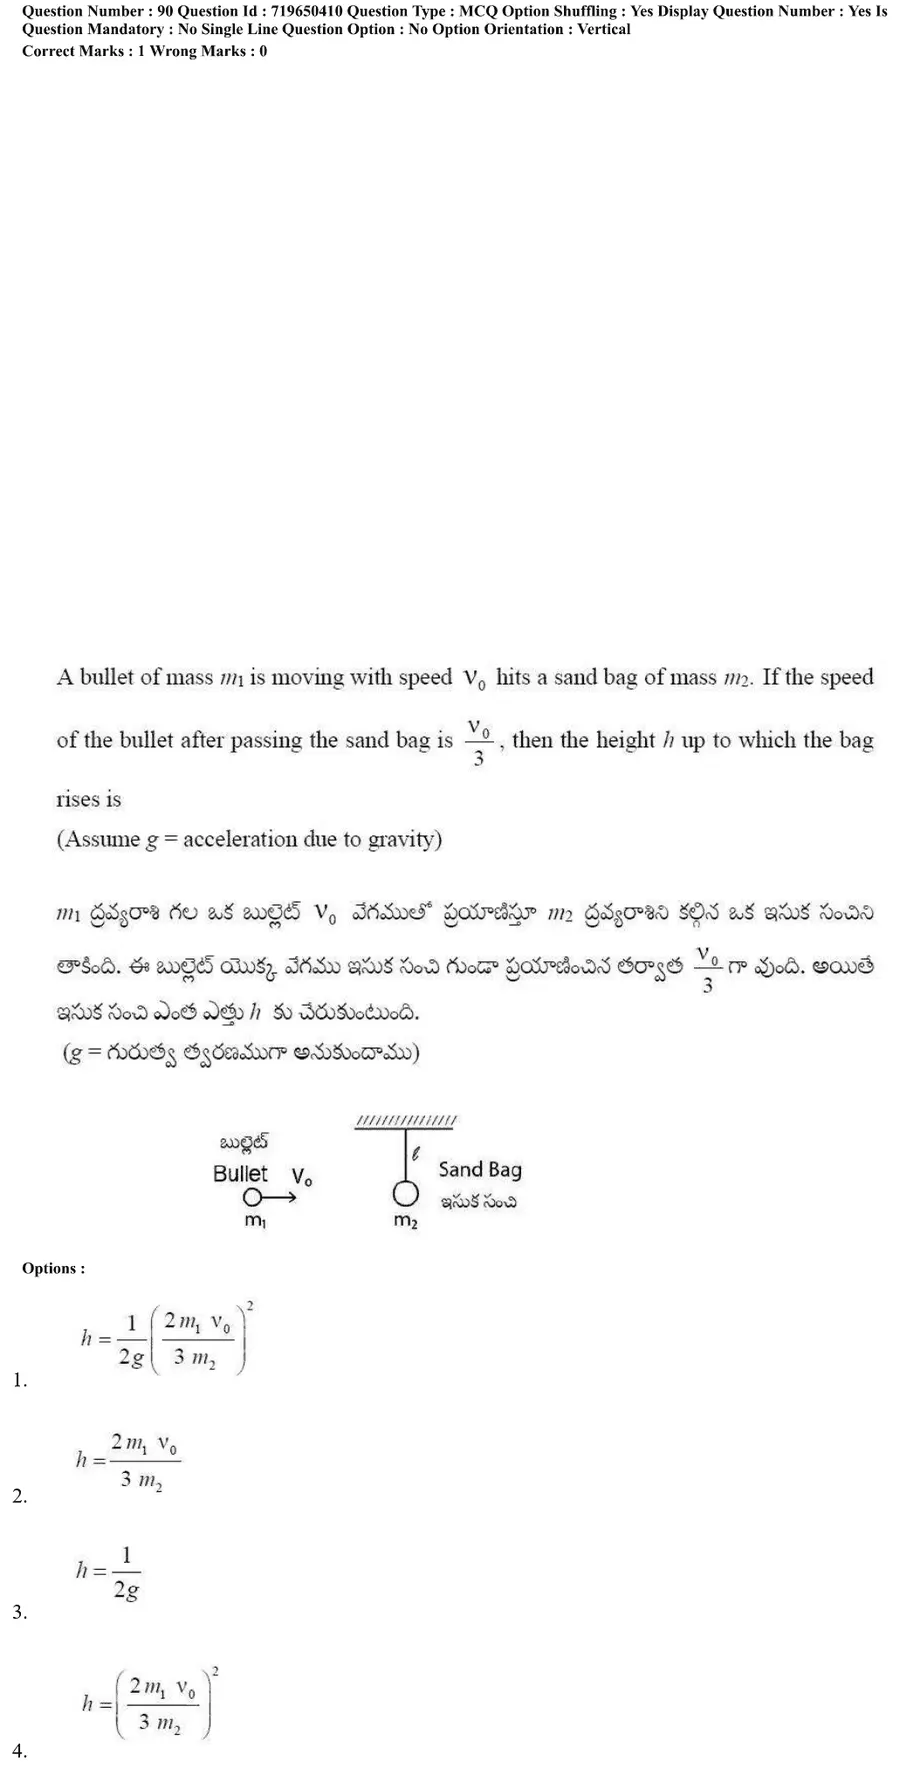 Question Number : 90 Question Id : 719650410 Question Type : MCQ Option Shuffling : Yes Display Question Number : Yes Is
Question Mandatory : No Single Line Question Option : No Option Orientation : Vertical
Correct Marks : 1 Wrong Marks : 0
A bullet of mass m₁ is moving with speed v₀ hits a sand bag of mass m₂. If the speed
of the bullet after passing the sand bag is v₀/3, then the height h up to which the bag
rises is
(Assume g = acceleration due to gravity)
m₁ ద్రవ్యరాశి గల ఒక బుల్లెట్ v₀ వేగముతో ప్రయాణిస్తూ m₂ ద్రవ్యరాశిని కల్గిన ఒక ఇసుక సంచిని
తాకింది. ఈ బుల్లెట్ యొక్క వేగము ఇసుక సంచి గుండా ప్రయాణించిన తర్వాత v₀/3 గా వుంది. అయితే
ఇసుక సంచి ఎంత ఎత్తు h కు చేరుకుంటుంది.
(g = గురుత్వ త్వరణముగా అనుకుందాము)
బుల్లెట్
Bullet v₀
m₁
ℓ
Sand Bag
ఇసుక సంచి
m₂
Options :
1. h = 1/2g (2m₁ v₀ / 3 m₂)²
2. h = 2m₁ v₀ / 3 m₂
3. h = 1/2g
4. h = (2m₁ v₀ / 3 m₂)²